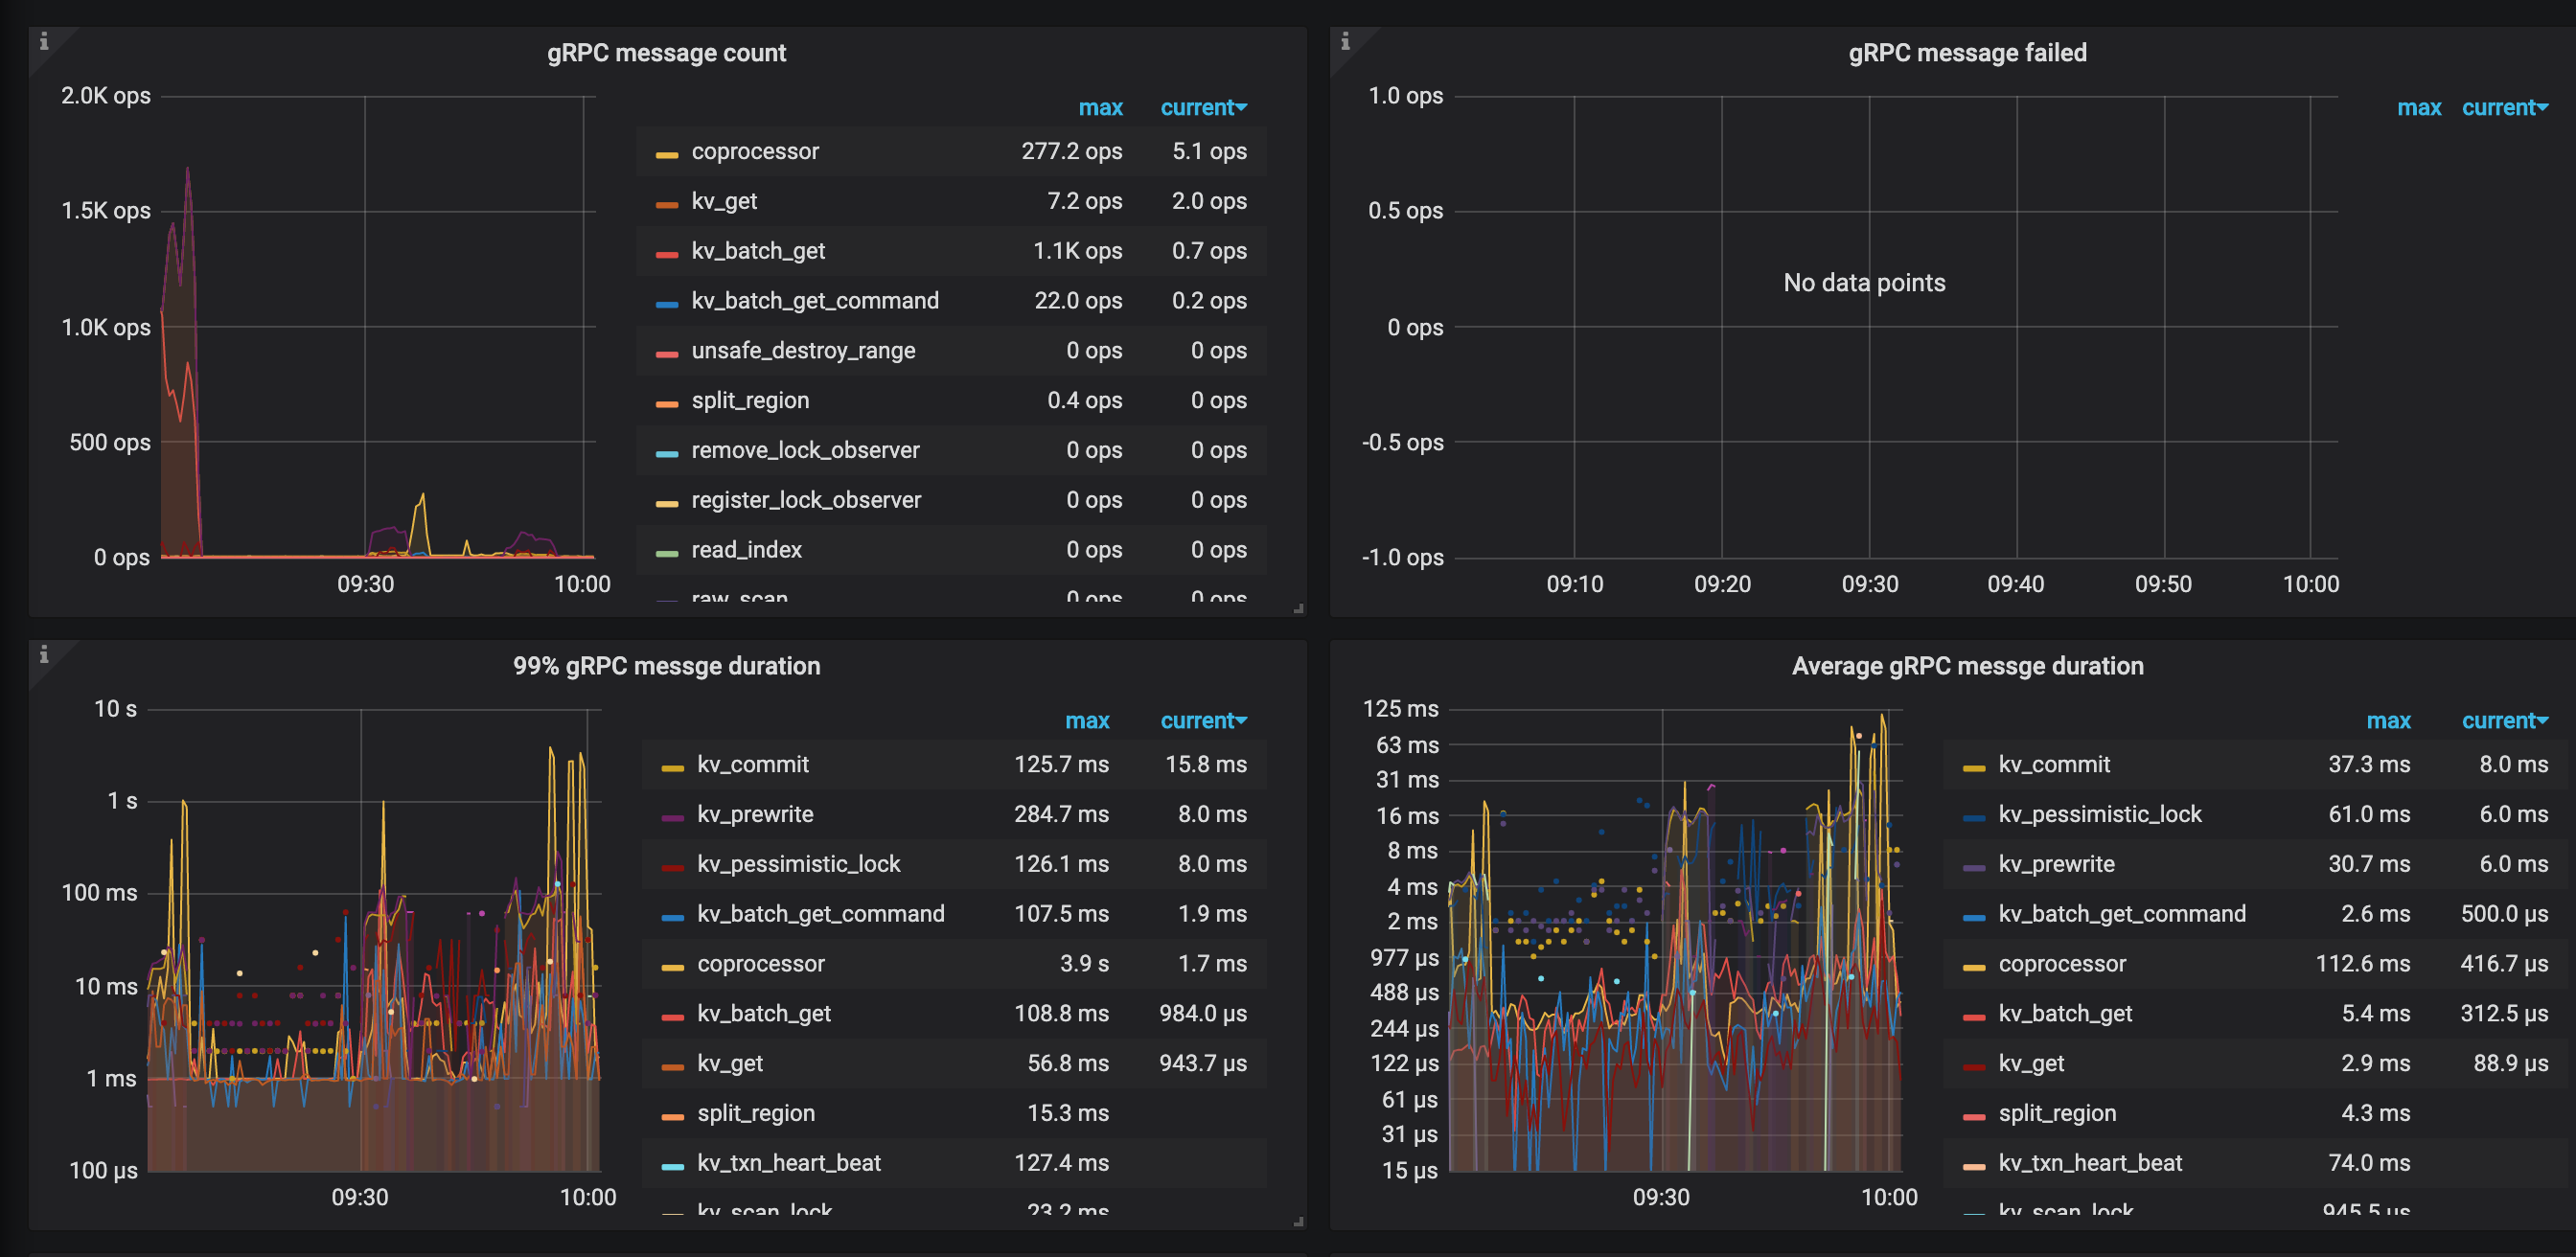 gRPC message count
2.0K ops
1.5K ops
1.0K ops
500 ops
0 ops
09:30 10:00
max current
coprocessor 277.2 ops 5.1 ops
kv_get 7.2 ops 2.0 ops
kv_batch_get 1.1K ops 0.7 ops
kv_batch_get_command 22.0 ops 0.2 ops
unsafe_destroy_range 0 ops 0 ops
split_region 0.4 ops 0 ops
remove_lock_observer 0 ops 0 ops
register_lock_observer 0 ops 0 ops
read_index 0 ops 0 ops
raw_scan 0 ops 0 ops
gRPC message failed
1.0 ops
0.5 ops
0 ops
-0.5 ops
-1.0 ops
No data points
09:10 09:20 09:30 09:40 09:50 10:00
max current
99% gRPC messge duration
10 s
1 s
100 ms
10 ms
1 ms
100 µs
09:30 10:00
max current
kv_commit 125.7 ms 15.8 ms
kv_prewrite 284.7 ms 8.0 ms
kv_pessimistic_lock 126.1 ms 8.0 ms
kv_batch_get_command 107.5 ms 1.9 ms
coprocessor 3.9 s 1.7 ms
kv_batch_get 108.8 ms 984.0 µs
kv_get 56.8 ms 943.7 µs
split_region 15.3 ms
kv_txn_heart_beat 127.4 ms
kv_scan_lock 23.2 ms
Average gRPC messge duration
125 ms
63 ms
31 ms
16 ms
8 ms
4 ms
2 ms
977 µs
488 µs
244 µs
122 µs
61 µs
31 µs
15 µs
09:30 10:00
max current
kv_commit 37.3 ms 8.0 ms
kv_pessimistic_lock 61.0 ms 6.0 ms
kv_prewrite 30.7 ms 6.0 ms
kv_batch_get_command 2.6 ms 500.0 µs
coprocessor 112.6 ms 416.7 µs
kv_batch_get 5.4 ms 312.5 µs
kv_get 2.9 ms 88.9 µs
split_region 4.3 ms
kv_txn_heart_beat 74.0 ms
kv_scan_lock 945.5 µs